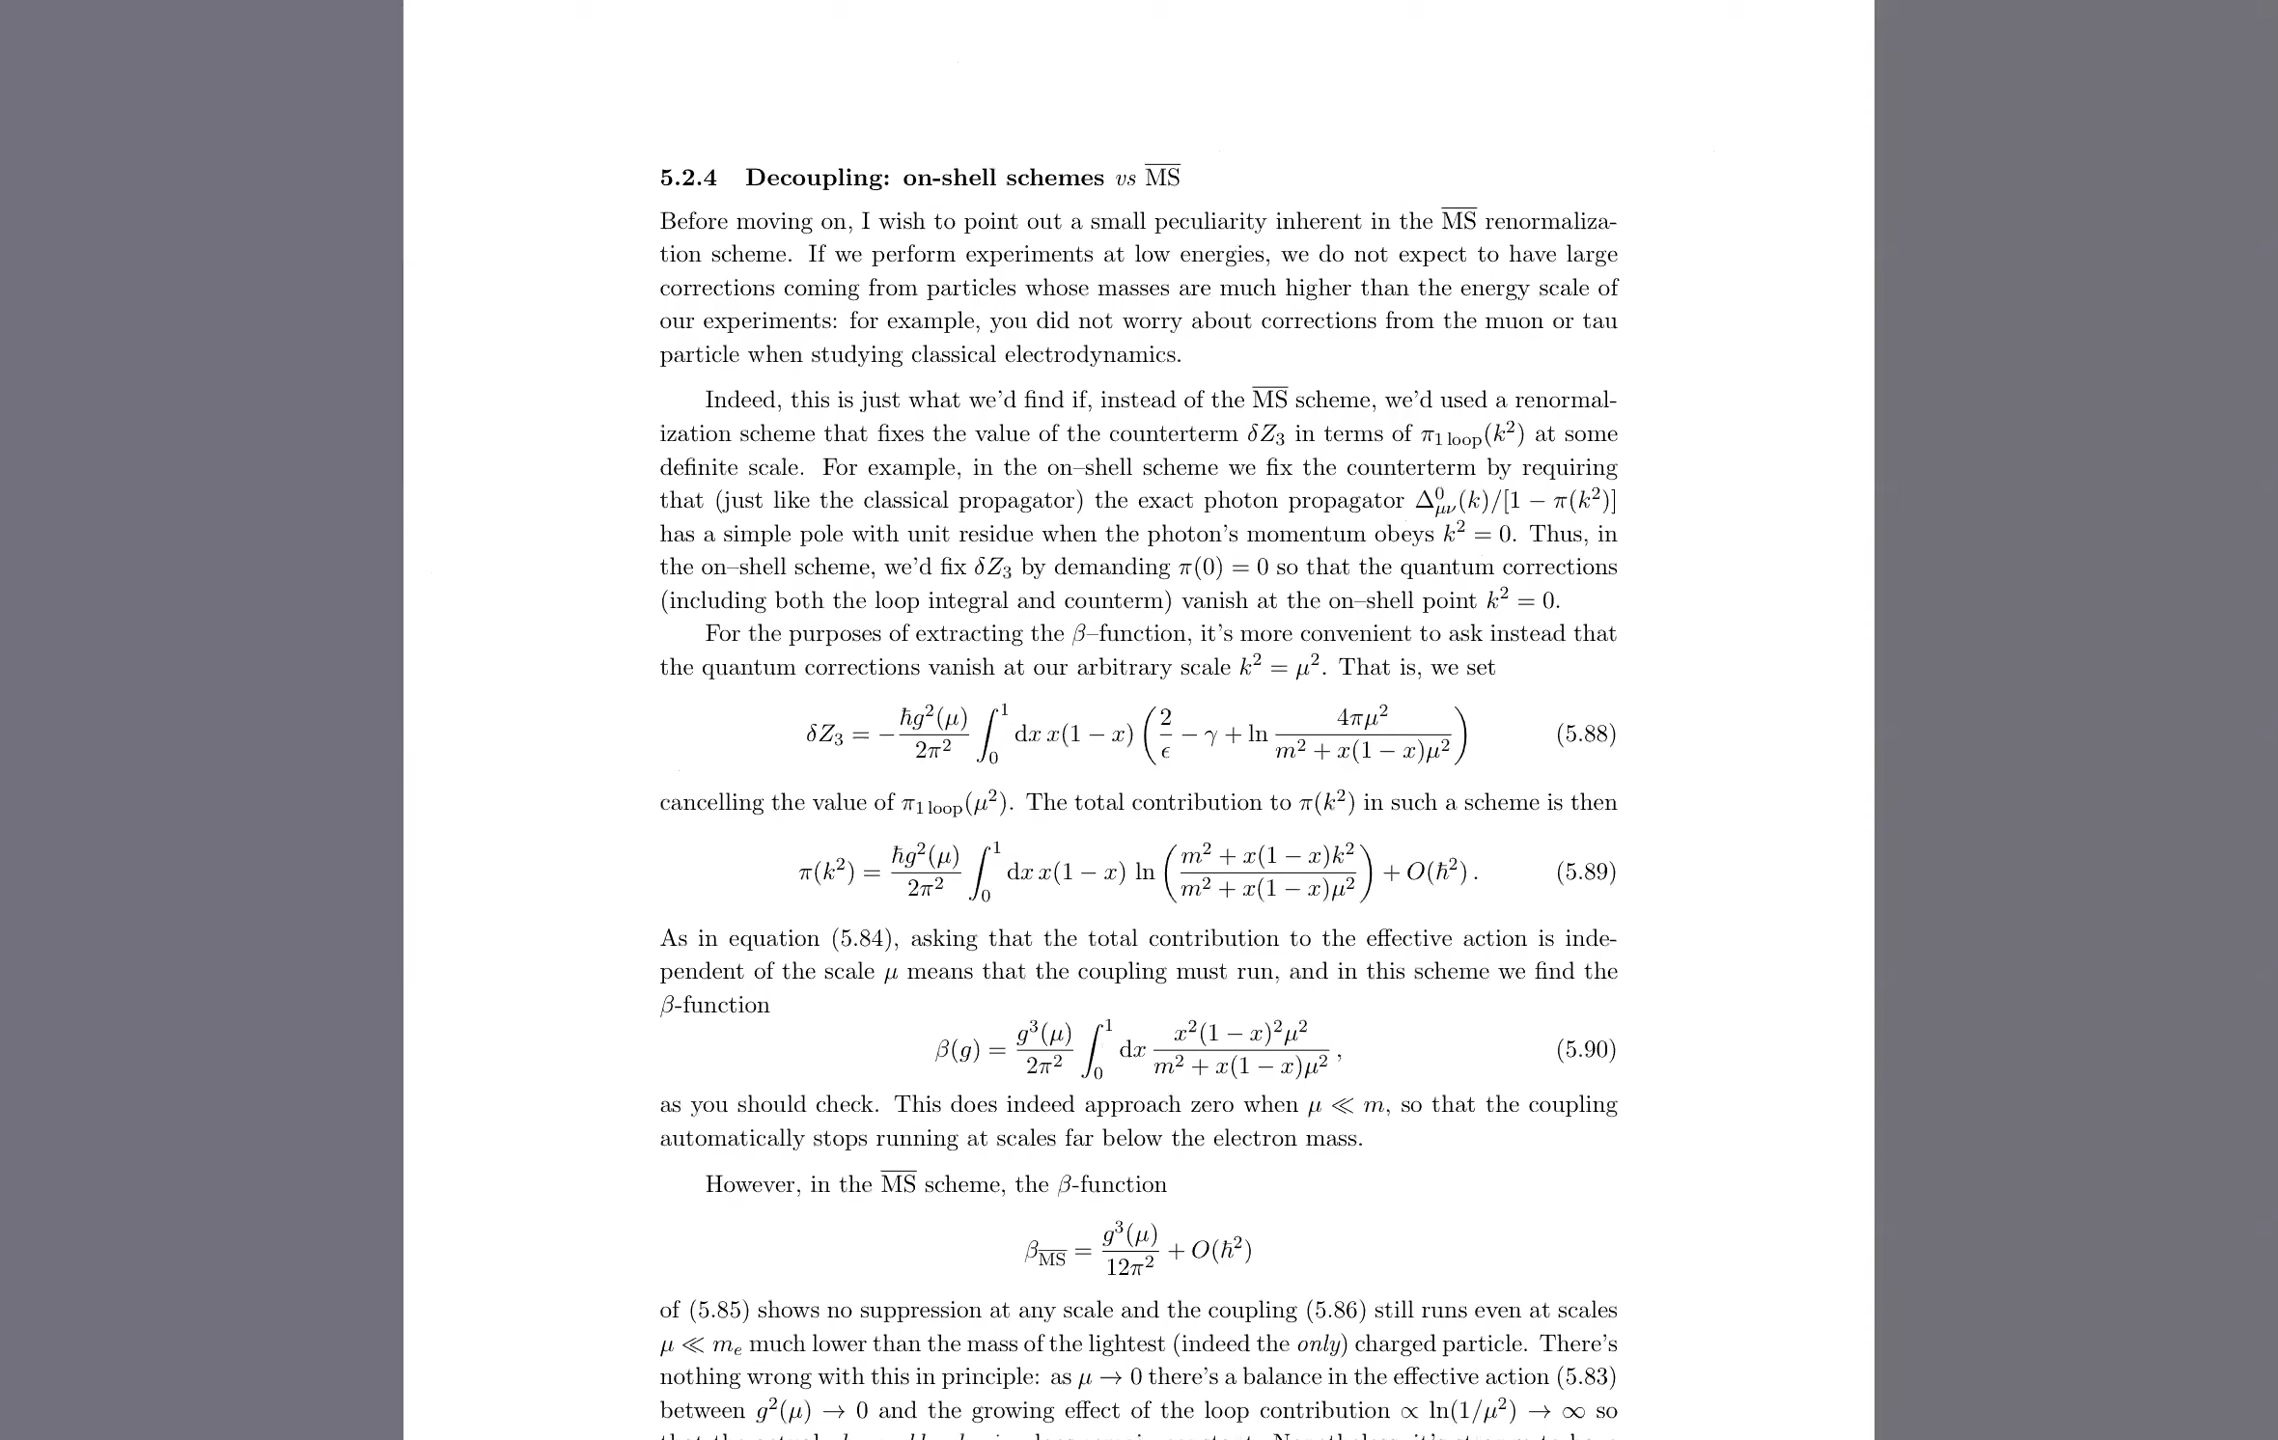 5.2.4 Decoupling: on-shell schemes vs M̅S̅
Before moving on, I wish to point out a small peculiarity inherent in the M̅S̅ renormaliza-
tion scheme. If we perform experiments at low energies, we do not expect to have large
corrections coming from particles whose masses are much higher than the energy scale of
our experiments: for example, you did not worry about corrections from the muon or tau
particle when studying classical electrodynamics.
Indeed, this is just what we'd find if, instead of the M̅S̅ scheme, we'd used a renormal-
ization scheme that fixes the value of the counterterm δZ₃ in terms of π₁ loop(k²) at some
definite scale. For example, in the on–shell scheme we fix the counterterm by requiring
that (just like the classical propagator) the exact photon propagator Δ⁰_μν(k)/[1 − π(k²)]
has a simple pole with unit residue when the photon's momentum obeys k² = 0. Thus, in
the on–shell scheme, we'd fix δZ₃ by demanding π(0) = 0 so that the quantum corrections
(including both the loop integral and counterm) vanish at the on–shell point k² = 0.
For the purposes of extracting the β–function, it's more convenient to ask instead that
the quantum corrections vanish at our arbitrary scale k² = μ². That is, we set
δZ₃ = −ħg²(μ)/2π² ∫₀¹ dx x(1 − x) (2/ϵ − γ + ln 4πμ²/(m² + x(1 − x)μ²)) (5.88)
cancelling the value of π₁ loop(μ²). The total contribution to π(k²) in such a scheme is then
π(k²) = ħg²(μ)/2π² ∫₀¹ dx x(1 − x) ln ((m² + x(1 − x)k²)/(m² + x(1 − x)μ²)) + O(ħ²) . (5.89)
As in equation (5.84), asking that the total contribution to the effective action is inde-
pendent of the scale μ means that the coupling must run, and in this scheme we find the
β-function
β(g) = g³(μ)/2π² ∫₀¹ dx x²(1 − x)²μ²/(m² + x(1 − x)μ²) , (5.90)
as you should check. This does indeed approach zero when μ ≪ m, so that the coupling
automatically stops running at scales far below the electron mass.
However, in the M̅S̅ scheme, the β-function
β_M̅S̅ = g³(μ)/12π² + O(ħ²)
of (5.85) shows no suppression at any scale and the coupling (5.86) still runs even at scales
μ ≪ mₑ much lower than the mass of the lightest (indeed the only) charged particle. There's
nothing wrong with this in principle: as μ → 0 there's a balance in the effective action (5.83)
between g²(μ) → 0 and the growing effect of the loop contribution ∝ ln(1/μ²) → ∞ so